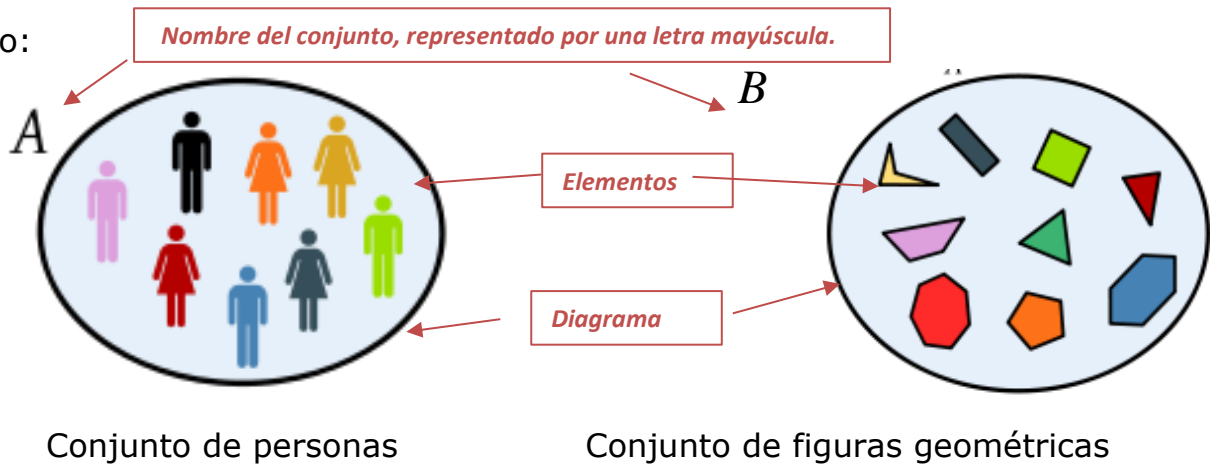 o:
Nombre del conjunto, representado por una letra mayúscula.
A
B
Elementos
Diagrama
Conjunto de personas
Conjunto de figuras geométricas